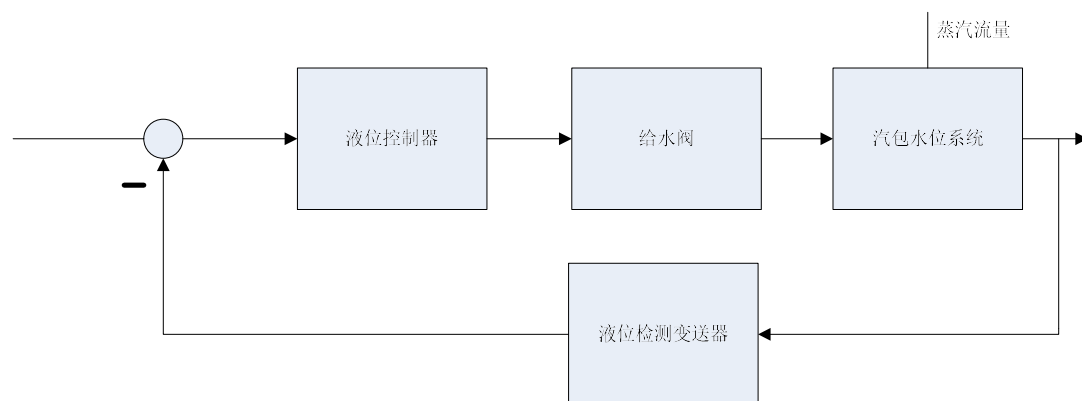 蒸汽流量
液位控制器
给水阀
汽包水位系统
液位检测变送器